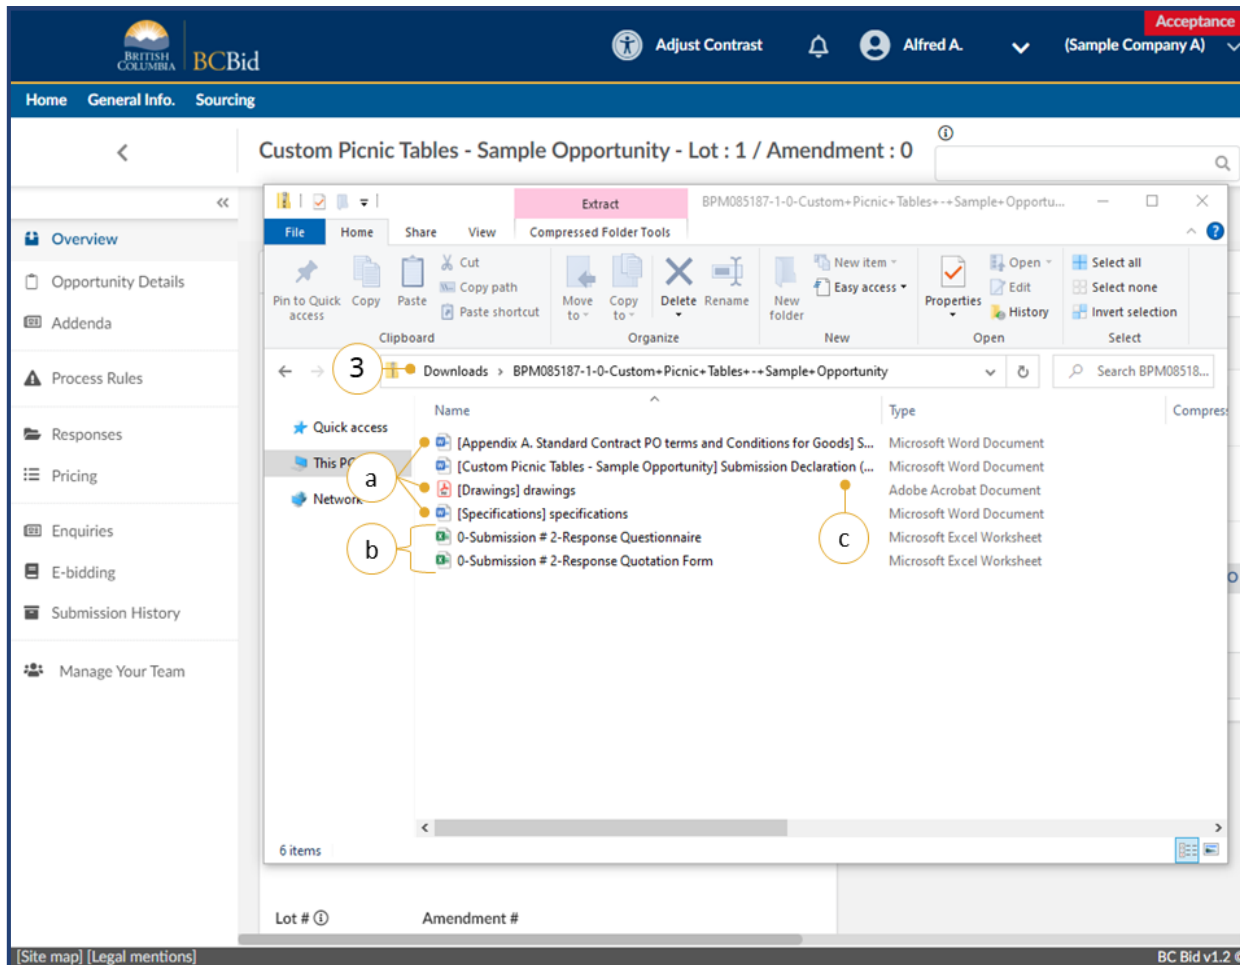 Acceptance
BRITISH COLUMBIA BCBid Adjust Contrast Alfred A. (Sample Company A)
Home General Info. Sourcing
Custom Picnic Tables - Sample Opportunity - Lot : 1 / Amendment : 0
Extract BPM085187-1-0-Custom+Picnic+Tables+-+Sample+Opportu...
File Home Share View Compressed Folder Tools
Overview
Opportunity Details
Addenda
Process Rules
Responses
Pricing
Enquiries
E-bidding
Submission History
Manage Your Team
Pin to Quick access
Copy
Paste
Cut
Copy path
Paste shortcut
Clipboard
Move to
Copy to
Delete
Rename
Organize
New folder
New item
Easy access
New
Properties
Open
Edit
History
Open
Select all
Select none
Invert selection
Select
3 Downloads > BPM085187-1-0-Custom+Picnic+Tables+-+Sample+Opportunity Search BPM08518...
Quick access
This PC
Network
Name Type Compres
[Appendix A. Standard Contract PO terms and Conditions for Goods] S... Microsoft Word Document
[Custom Picnic Tables - Sample Opportunity] Submission Declaration (... Microsoft Word Document
[Drawings] drawings Adobe Acrobat Document
[Specifications] specifications Microsoft Word Document
0-Submission # 2-Response Questionnaire Microsoft Excel Worksheet
0-Submission # 2-Response Quotation Form Microsoft Excel Worksheet
a
b
c
6 items
Lot # Amendment #
[Site map] [Legal mentions] BC Bid v1.2 ©